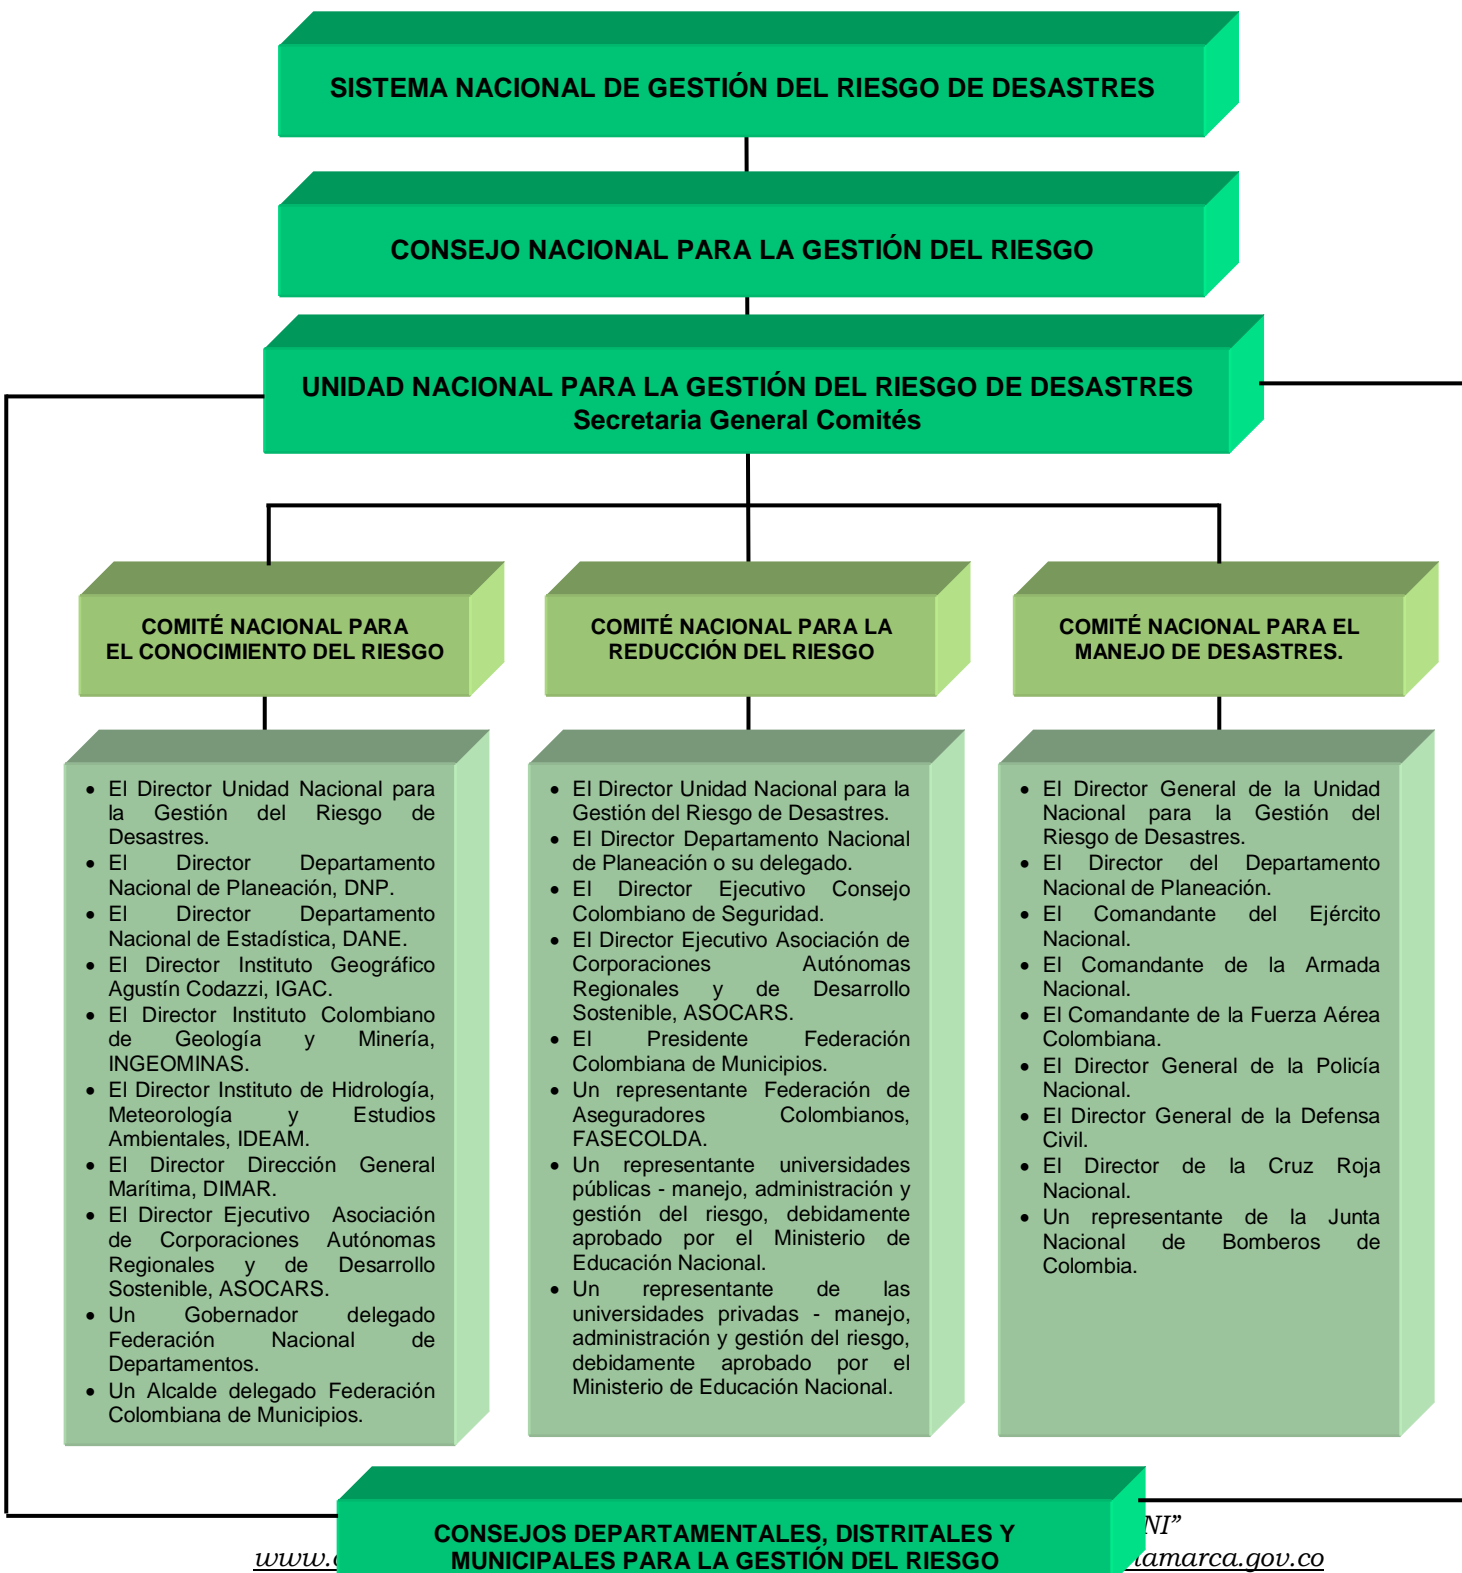 SISTEMA NACIONAL DE GESTIÓN DEL RIESGO DE DESASTRES
CONSEJO NACIONAL PARA LA GESTIÓN DEL RIESGO
UNIDAD NACIONAL PARA LA GESTIÓN DEL RIESGO DE DESASTRES
Secretaria General Comités
COMITÉ NACIONAL PARA
EL CONOCIMIENTO DEL RIESGO
COMITÉ NACIONAL PARA LA
REDUCCIÓN DEL RIESGO
COMITÉ NACIONAL PARA EL
MANEJO DE DESASTRES.
• El Director Unidad Nacional para
la Gestión del Riesgo de
Desastres.
• El Director Departamento
Nacional de Planeación, DNP.
• El Director Departamento
Nacional de Estadística, DANE.
• El Director Instituto Geográfico
Agustín Codazzi, IGAC.
• El Director Instituto Colombiano
de Geología y Minería,
INGEOMINAS.
• El Director Instituto de Hidrología,
Meteorología y Estudios
Ambientales, IDEAM.
• El Director Dirección General
Marítima, DIMAR.
• El Director Ejecutivo Asociación
de Corporaciones Autónomas
Regionales y de Desarrollo
Sostenible, ASOCARS.
• Un Gobernador delegado
Federación Nacional de
Departamentos.
• Un Alcalde delegado Federación
Colombiana de Municipios.
• El Director Unidad Nacional para la
Gestión del Riesgo de Desastres.
• El Director Departamento Nacional
de Planeación o su delegado.
• El Director Ejecutivo Consejo
Colombiano de Seguridad.
• El Director Ejecutivo Asociación de
Corporaciones Autónomas
Regionales y de Desarrollo
Sostenible, ASOCARS.
• El Presidente Federación
Colombiana de Municipios.
• Un representante Federación de
Aseguradores Colombianos,
FASECOLDA.
• Un representante universidades
públicas - manejo, administración y
gestión del riesgo, debidamente
aprobado por el Ministerio de
Educación Nacional.
• Un representante de las
universidades privadas - manejo,
administración y gestión del riesgo,
debidamente aprobado por el
Ministerio de Educación Nacional.
• El Director General de la Unidad
Nacional para la Gestión del
Riesgo de Desastres.
• El Director del Departamento
Nacional de Planeación.
• El Comandante del Ejército
Nacional.
• El Comandante de la Armada
Nacional.
• El Comandante de la Fuerza Aérea
Colombiana.
• El Director General de la Policía
Nacional.
• El Director General de la Defensa
Civil.
• El Director de la Cruz Roja
Nacional.
• Un representante de la Junta
Nacional de Bomberos de
Colombia.
CONSEJOS DEPARTAMENTALES, DISTRITALES Y
MUNICIPALES PARA LA GESTIÓN DEL RIESGO
NI”
www.
amarca.gov.co